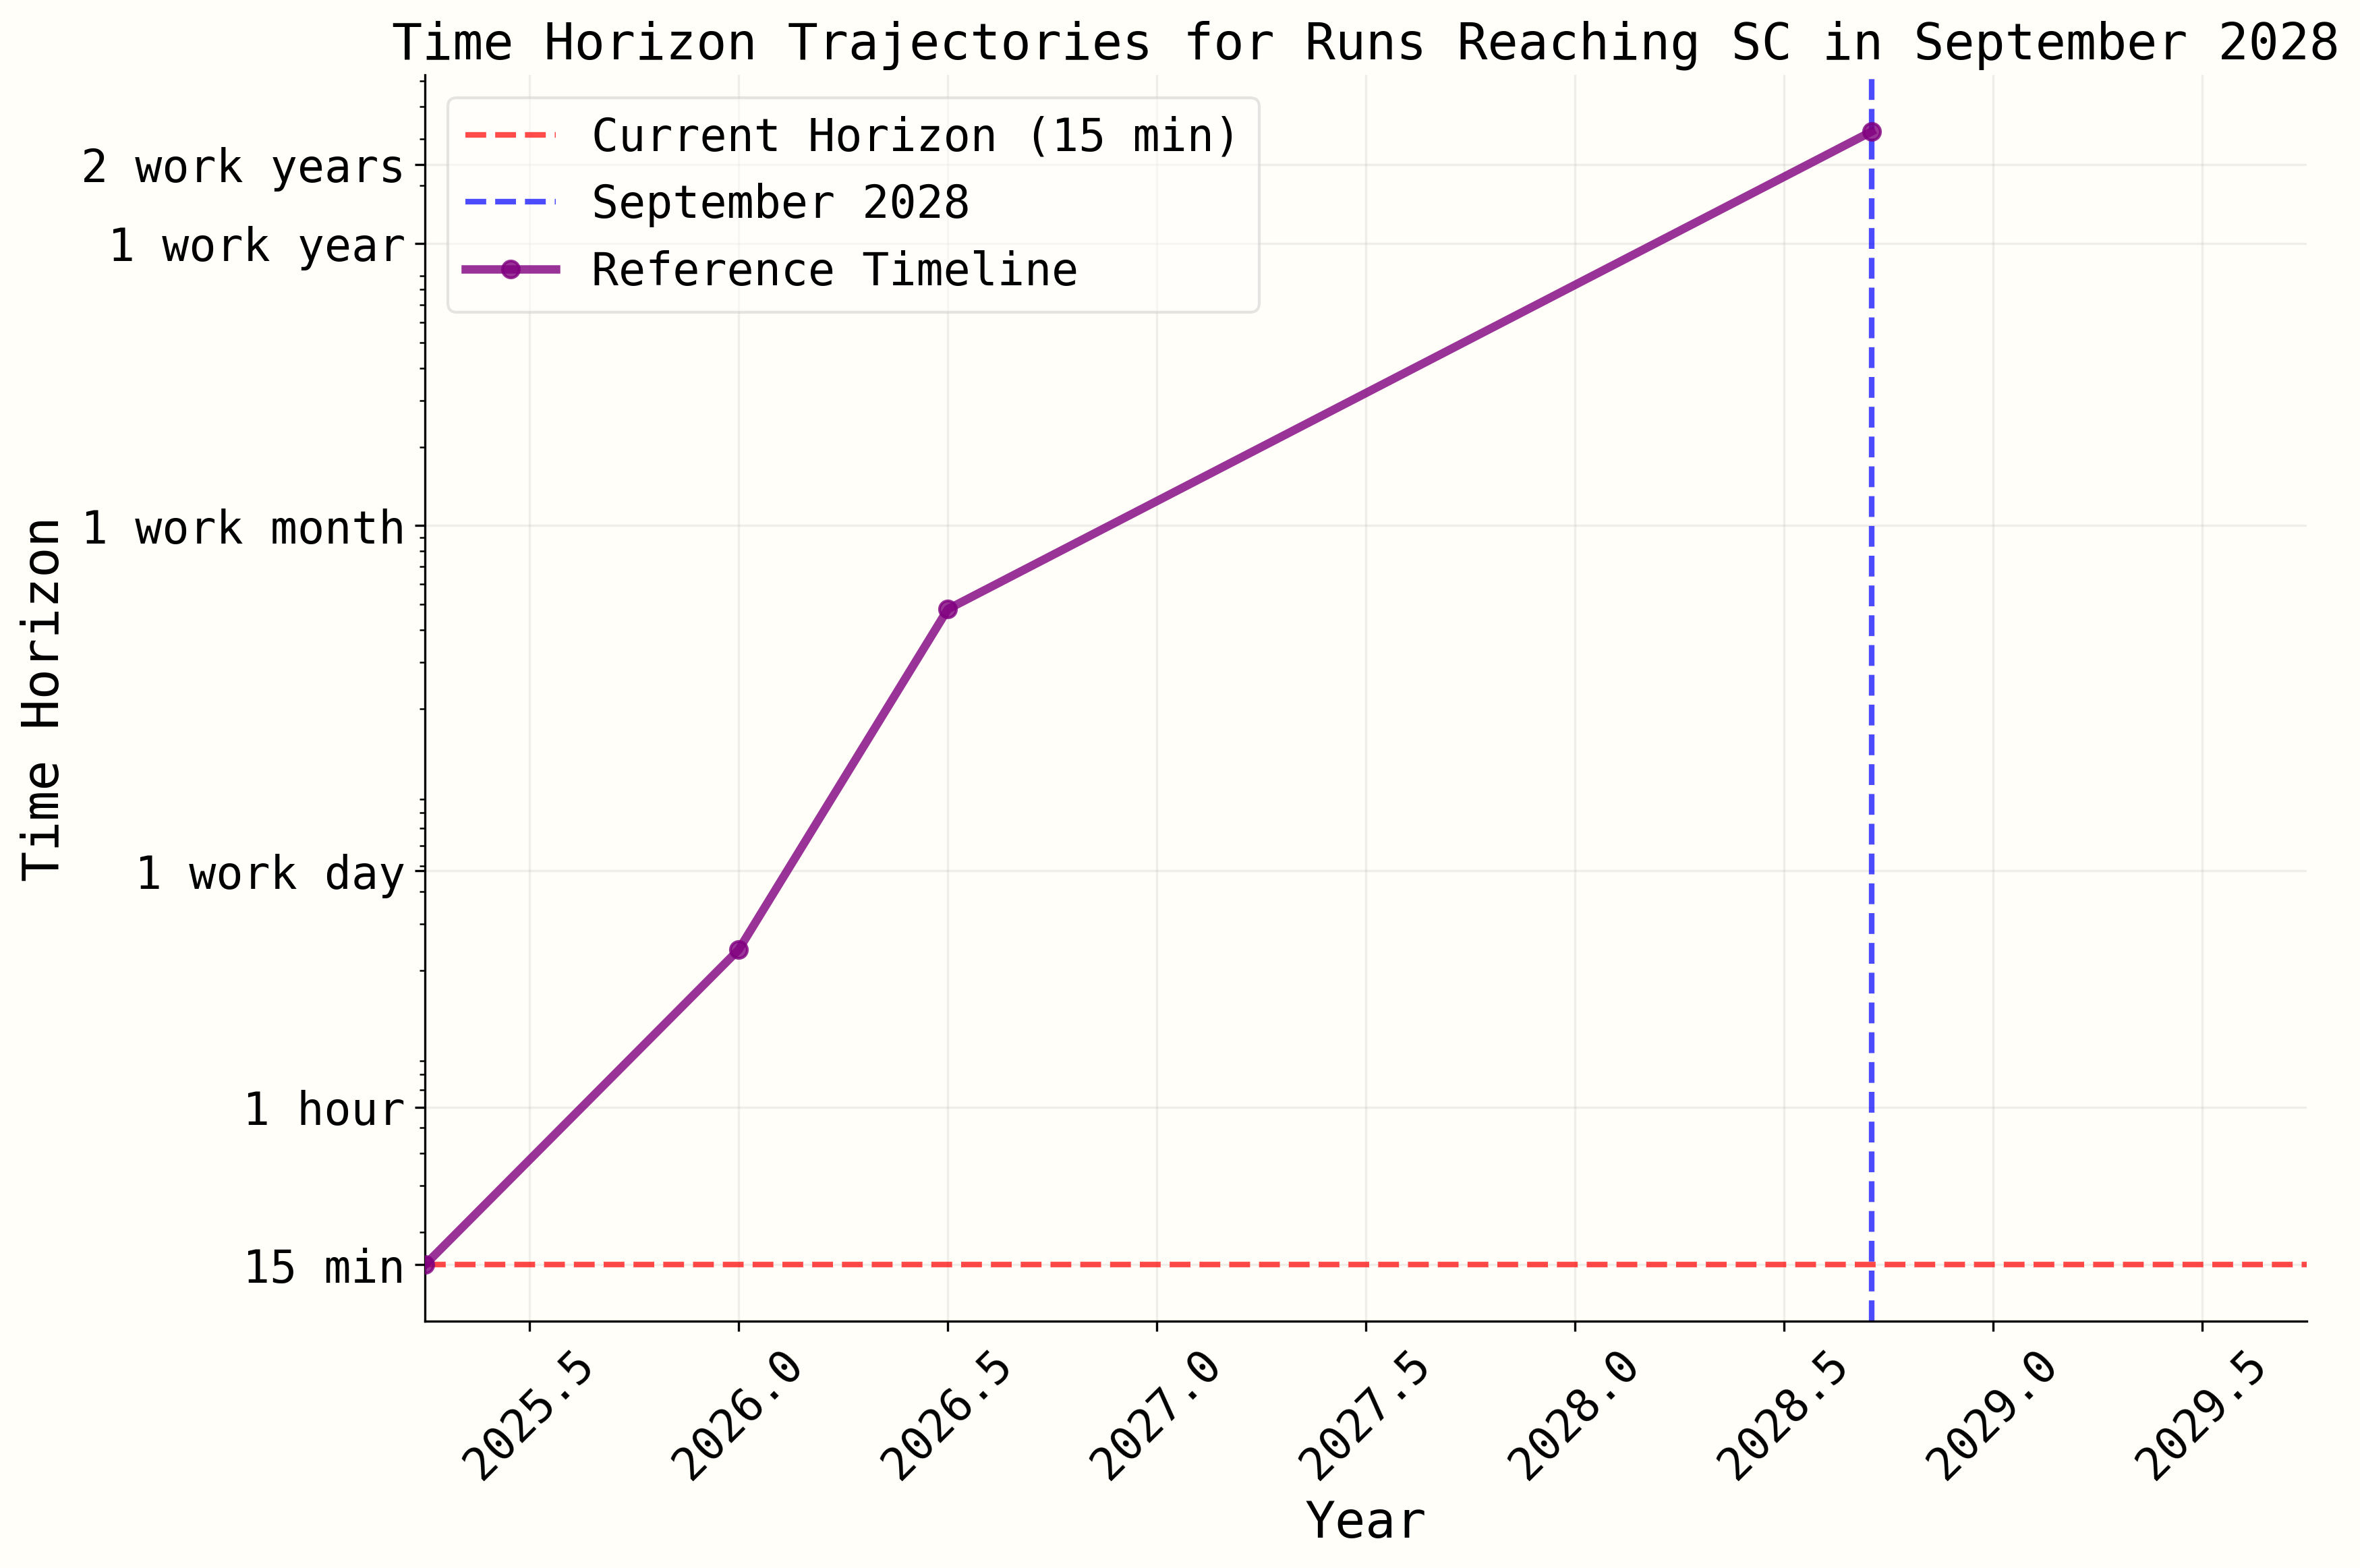 Time Horizon Trajectories for Runs Reaching SC in September 2028
Current Horizon (15 min)
September 2028
Reference Timeline
Time Horizon
2 work years
1 work year
1 work month
1 work day
1 hour
15 min
2025.5
2026.0
2026.5
2027.0
2027.5
2028.0
2028.5
2029.0
2029.5
Year